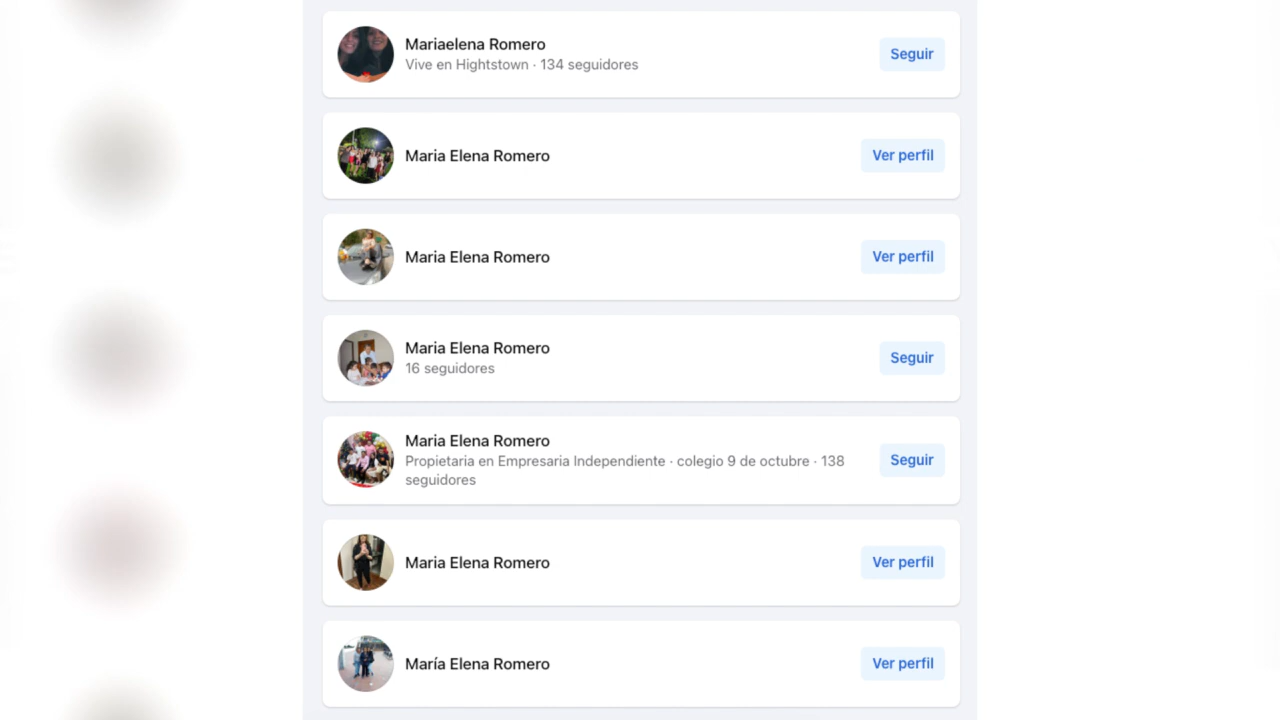 Mariaelena Romero
Vive en Hightstown · 134 seguidores
Seguir
Maria Elena Romero
Ver perfil
Maria Elena Romero
Ver perfil
Maria Elena Romero
16 seguidores
Seguir
Maria Elena Romero
Propietaria en Empresaria Independiente · colegio 9 de octubre · 138
seguidores
Seguir
Maria Elena Romero
Ver perfil
María Elena Romero
Ver perfil